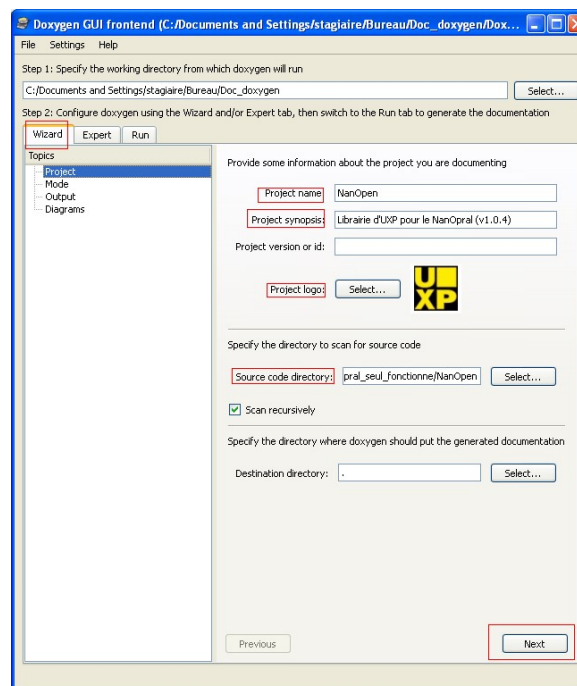 Doxygen GUI frontend (C:/Documents and Settings/stagiaire/Bureau/Doc_doxygen/Dox...
File Settings Help
Step 1: Specify the working directory from which doxygen will run
C:/Documents and Settings/stagiaire/Bureau/Doc_doxygen
Select...
Step 2: Configure doxygen using the Wizard and/or Expert tab, then switch to the Run tab to generate the documentation
Wizard Expert Run
Topics
Project
Mode
Output
Diagrams
Provide some information about the project you are documenting
Project name NanOpen
Project synopsis: Librairie d'UXP pour le NanOpral (v1.0.4)
Project version or id:
Project logo: Select...
U
XP
Specify the directory to scan for source code
Source code directory: pral_seul_fonctionne/NanOpen Select...
Scan recursively
Specify the directory where doxygen should put the generated documentation
Destination directory: . Select...
Previous Next